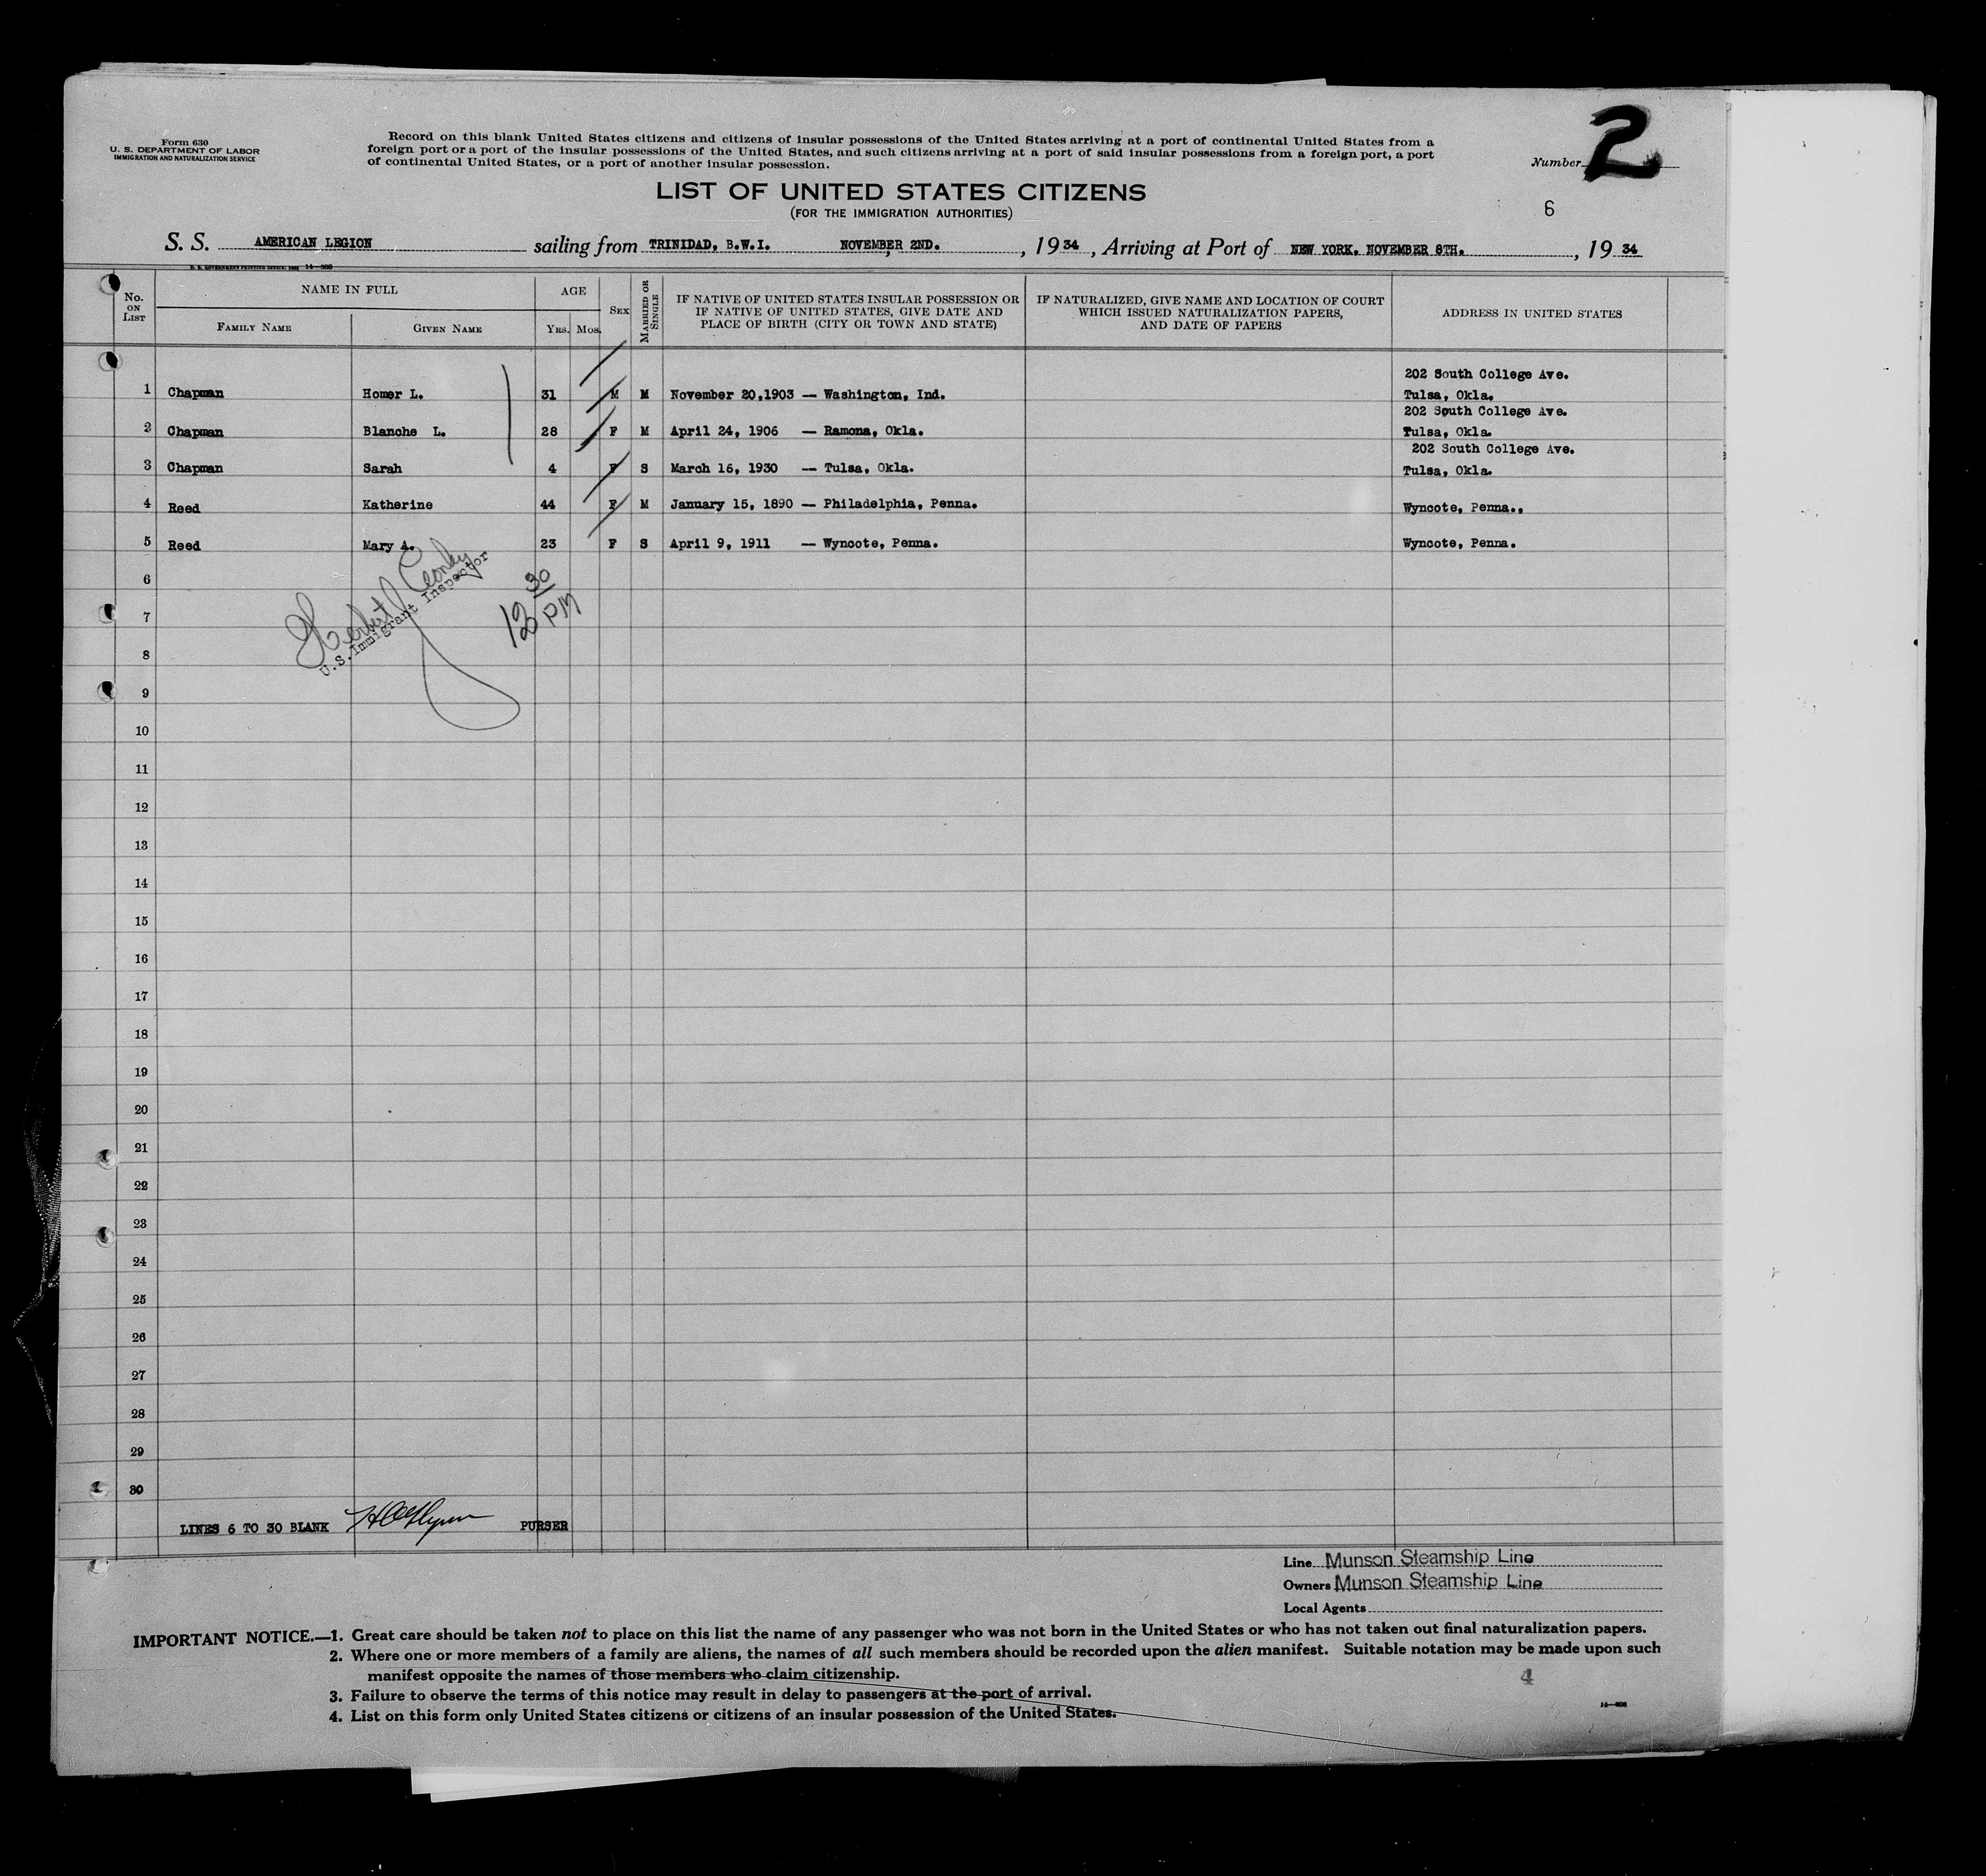 Form 630
U. S. DEPARTMENT OF LABOR
IMMIGRATION AND NATURALIZATION SERVICE
Record on this blank United States citizens and citizens of insular possessions of the United States arriving at a port of continental United States from a
foreign port or a port of the insular possessions of the United States, and such citizens arriving at a port of said insular possessions from a foreign port, a port
of continental United States, or a port of another insular possession.
Number 2
LIST OF UNITED STATES CITIZENS
(FOR THE IMMIGRATION AUTHORITIES)
6
S. S. AMERICAN LEGION sailing from TRINIDAD, B.W.I. NOVEMBER 2ND., 1934, Arriving at Port of NEW YORK. NOVEMBER 8TH., 1934
No. ON LIST
NAME IN FULL
FAMILY NAME GIVEN NAME
AGE
YRS. MOS.
SEX
MARRIED OR SINGLE
IF NATIVE OF UNITED STATES INSULAR POSSESSION OR
IF NATIVE OF UNITED STATES, GIVE DATE AND
PLACE OF BIRTH (CITY OR TOWN AND STATE)
IF NATURALIZED, GIVE NAME AND LOCATION OF COURT
WHICH ISSUED NATURALIZATION PAPERS,
AND DATE OF PAPERS
ADDRESS IN UNITED STATES
202 South College Ave.
1 Chapman Homer L. 31 M M November 20,1903 — Washington, Ind. Tulsa, Okla.
202 South College Ave.
2 Chapman Blanche L. 28 F M April 24, 1906 — Ramona, Okla. Tulsa, Okla.
202 South College Ave.
3 Chapman Sarah 4 F S March 16, 1930 — Tulsa, Okla. Tulsa, Okla.
4 Reed Katherine 44 F M January 15, 1890 — Philadelphia, Penna. Wyncote, Penna.,
5 Reed Mary A. 23 F S April 9, 1911 — Wyncote, Penna. Wyncote, Penna.
Herbert
U.S.Immigrant Inspector
12 30 PM
6
7
8
9
10
11
12
13
14
15
16
17
18
19
20
21
22
23
24
25
26
27
28
29
30
LINES 6 TO 30 BLANK PURSER
Line Munson Steamship Line
Owners Munson Steamship Line
Local Agents
IMPORTANT NOTICE.—1. Great care should be taken not to place on this list the name of any passenger who was not born in the United States or who has not taken out final naturalization papers.
2. Where one or more members of a family are aliens, the names of all such members should be recorded upon the alien manifest. Suitable notation may be made upon such
manifest opposite the names of those members who claim citizenship.
4
3. Failure to observe the terms of this notice may result in delay to passengers at the port of arrival.
4. List on this form only United States citizens or citizens of an insular possession of the United States.